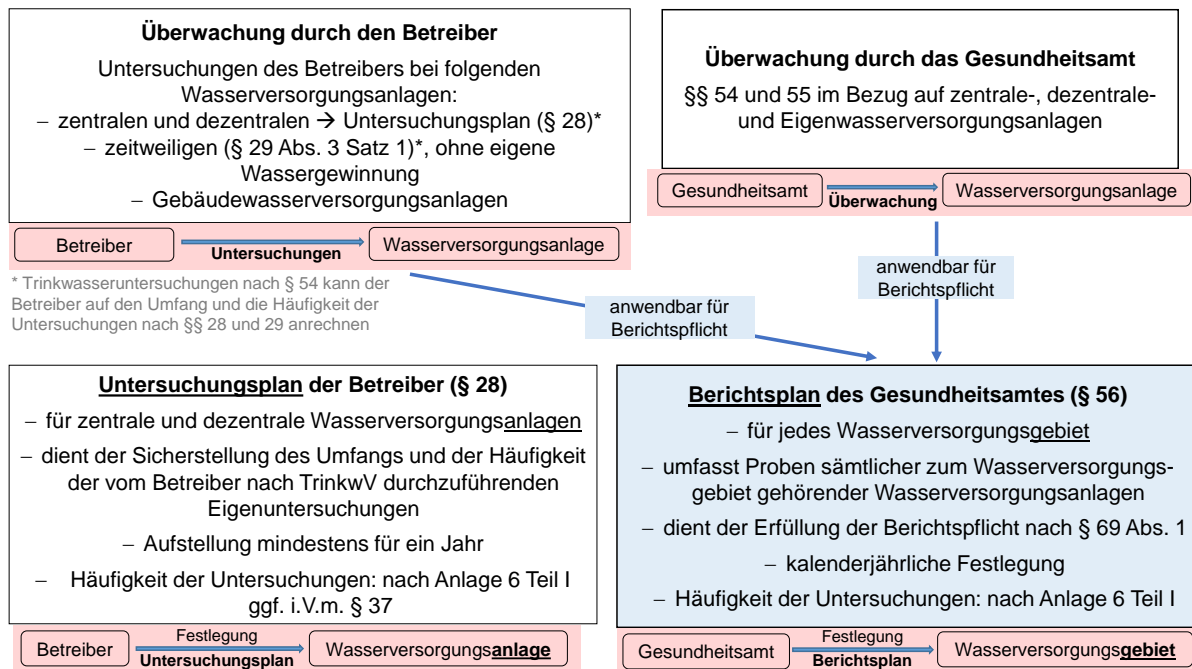 Überwachung durch den Betreiber
Untersuchungen des Betreibers bei folgenden
Wasserversorgungsanlagen:
− zentralen und dezentralen → Untersuchungsplan (§ 28)*
− zeitweiligen (§ 29 Abs. 3 Satz 1)*, ohne eigene
Wassergewinnung
− Gebäudewasserversorgungsanlagen
Betreiber
Untersuchungen
Wasserversorgungsanlage
* Trinkwasseruntersuchungen nach § 54 kann der
Betreiber auf den Umfang und die Häufigkeit der
Untersuchungen nach §§ 28 und 29 anrechnen
Überwachung durch das Gesundheitsamt
§§ 54 und 55 im Bezug auf zentrale-, dezentrale-
und Eigenwasserversorgungsanlagen
Gesundheitsamt
Überwachung
Wasserversorgungsanlage
anwendbar für
Berichtspflicht
anwendbar für
Berichtspflicht
Untersuchungsplan der Betreiber (§ 28)
− für zentrale und dezentrale Wasserversorgungsanlagen
− dient der Sicherstellung des Umfangs und der Häufigkeit
der vom Betreiber nach TrinkwV durchzuführenden
Eigenuntersuchungen
− Aufstellung mindestens für ein Jahr
− Häufigkeit der Untersuchungen: nach Anlage 6 Teil I
ggf. i.V.m. § 37
Betreiber
Festlegung
Untersuchungsplan
Wasserversorgungsanlage
Berichtsplan des Gesundheitsamtes (§ 56)
− für jedes Wasserversorgungsgebiet
− umfasst Proben sämtlicher zum Wasserversorgungs-
gebiet gehörender Wasserversorgungsanlagen
− dient der Erfüllung der Berichtspflicht nach § 69 Abs. 1
− kalenderjährliche Festlegung
− Häufigkeit der Untersuchungen: nach Anlage 6 Teil I
Gesundheitsamt
Festlegung
Berichtsplan
Wasserversorgungsgebiet